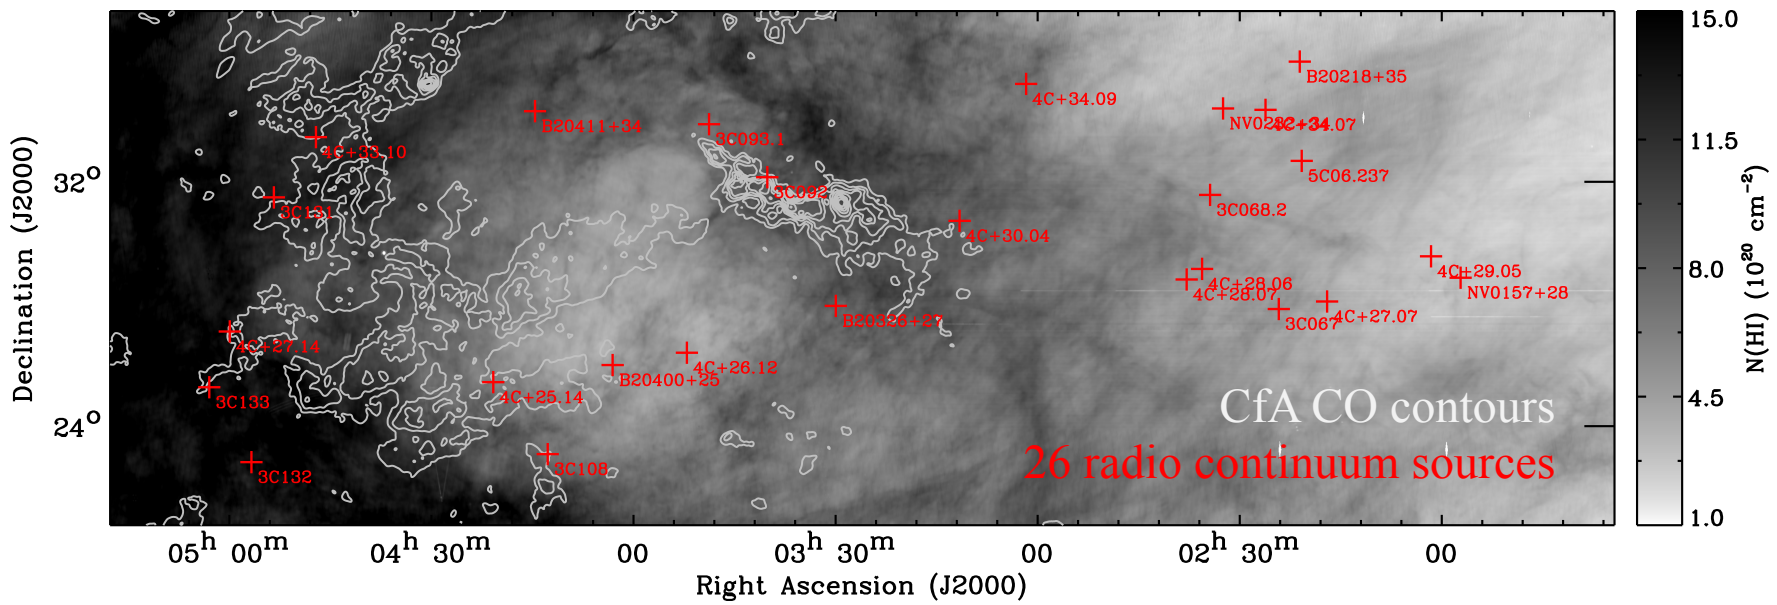 15.0
B20218+35
4C+34.09
B20411+34
NV0232+34
4C+34.07
3C093.1
11.5
4C+33.10
5C06.237
32°
3C092
3C131
3C068.2
4C+30.04
Declination (J2000)
N(HI) (10²⁰ cm⁻²)
8.0
4C+29.05
4C+28.06
4C+28.07
NV0157+28
B20326+27
3C067
4C+27.07
4C+27.14
4C+26.12
B20400+25
4C+25.14
3C133
4.5
CfA CO contours
24°
26 radio continuum sources
3C108
3C132
1.0
05ʰ 00ᵐ 04ʰ 30ᵐ 00 03ʰ 30ᵐ 00 02ʰ 30ᵐ 00
Right Ascension (J2000)